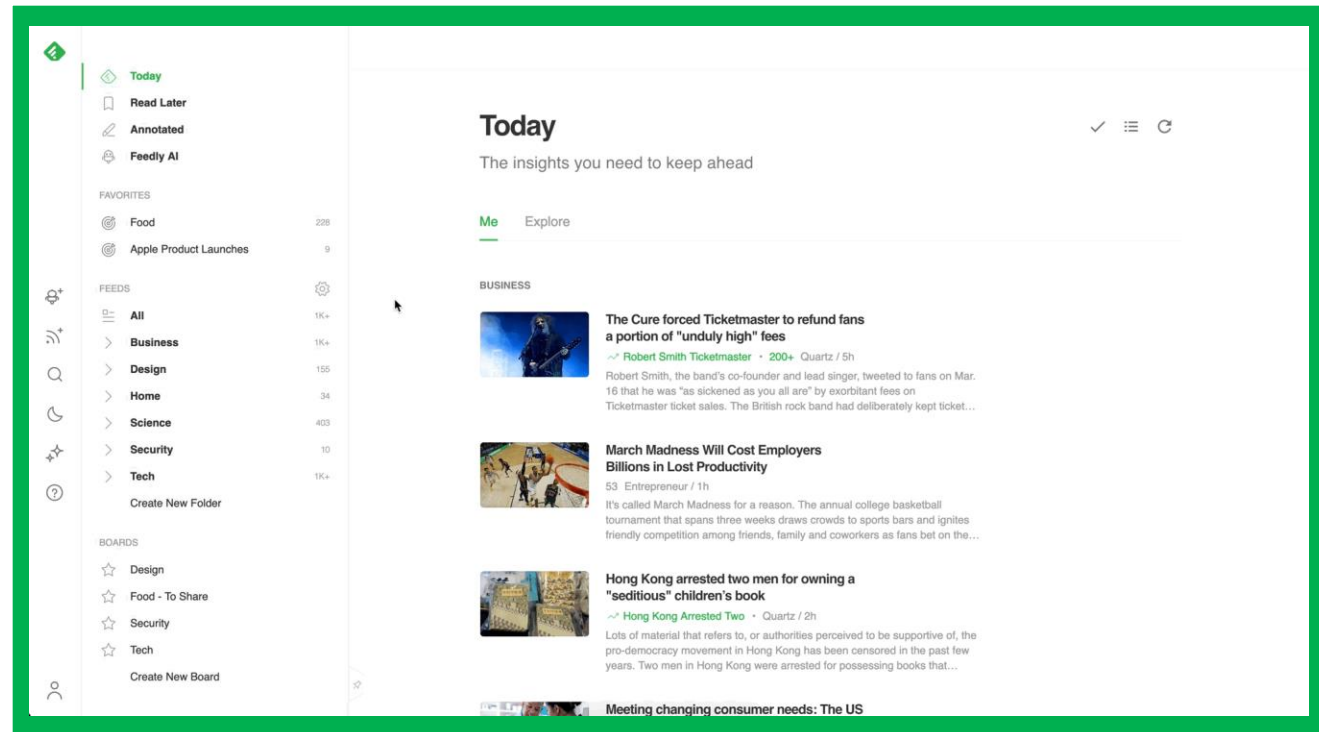 Today
Read Later
Annotated
Feedly AI
FAVORITES
Food 228
Apple Product Launches 9
FEEDS
All 1K+
Business 1K+
Design 155
Home 34
Science 403
Security 10
Tech 1K+
Create New Folder
BOARDS
Design
Food - To Share
Security
Tech
Create New Board
Today
The insights you need to keep ahead
Me Explore
BUSINESS
The Cure forced Ticketmaster to refund fans
a portion of "unduly high" fees
Robert Smith Ticketmaster • 200+ Quartz / 5h
Robert Smith, the band's co-founder and lead singer, tweeted to fans on Mar.
16 that he was "as sickened as you all are" by exorbitant fees on
Ticketmaster ticket sales. The British rock band had deliberately kept ticket…
March Madness Will Cost Employers
Billions in Lost Productivity
53 Entrepreneur / 1h
It's called March Madness for a reason. The annual college basketball
tournament that spans three weeks draws crowds to sports bars and ignites
friendly competition among friends, family and coworkers as fans bet on the…
Hong Kong arrested two men for owning a
"seditious" children's book
Hong Kong Arrested Two • Quartz / 2h
Lots of material that refers to, or authorities perceived to be supportive of, the
pro-democracy movement in Hong Kong has been censored in the past few
years. Two men in Hong Kong were arrested for possessing books that…
Meeting changing consumer needs: The US